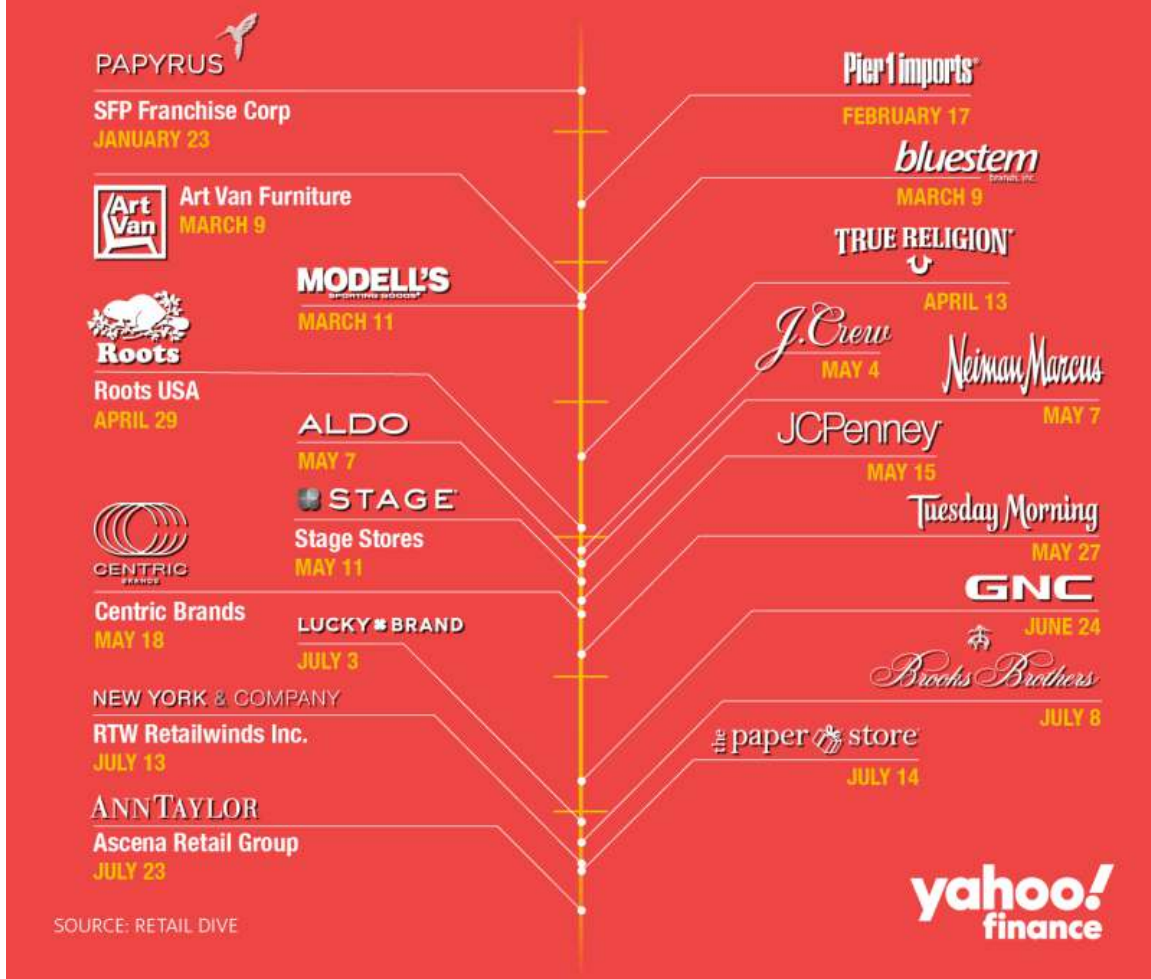 PAPYRUS
SFP Franchise Corp
JANUARY 23
Pier 1 imports®
FEBRUARY 17
Art Van
Art Van Furniture
MARCH 9
bluestem
brands, inc.
MARCH 9
MODELL'S
SPORTING GOODS®
MARCH 11
TRUE RELIGION®
APRIL 13
Roots
Roots USA
APRIL 29
J.Crew
MAY 4
Neiman Marcus
MAY 7
ALDO
MAY 7
JCPenney
MAY 15
STAGE
Stage Stores
MAY 11
Tuesday Morning
MAY 27
CENTRIC
BRANDS
Centric Brands
MAY 18
GNC
JUNE 24
LUCKY BRAND
JULY 3
Brooks Brothers
JULY 8
NEW YORK & COMPANY
RTW Retailwinds Inc.
JULY 13
the paper store
JULY 14
ANN TAYLOR
Ascena Retail Group
JULY 23
SOURCE: RETAIL DIVE
yahoo!
finance